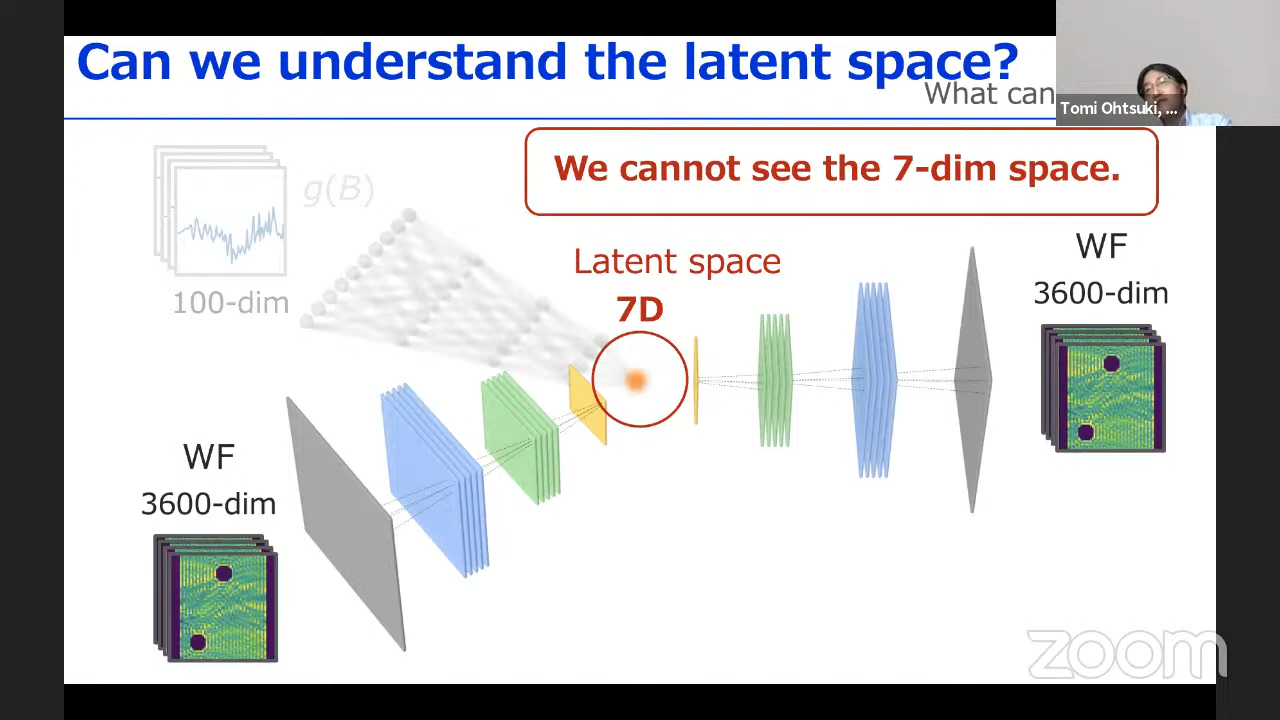 Can we understand the latent space?
What can
Tomi Ohtsuki, ...
We cannot see the 7-dim space.
g(B)
100-dim
Latent space
7D
WF
3600-dim
WF
3600-dim
zoom